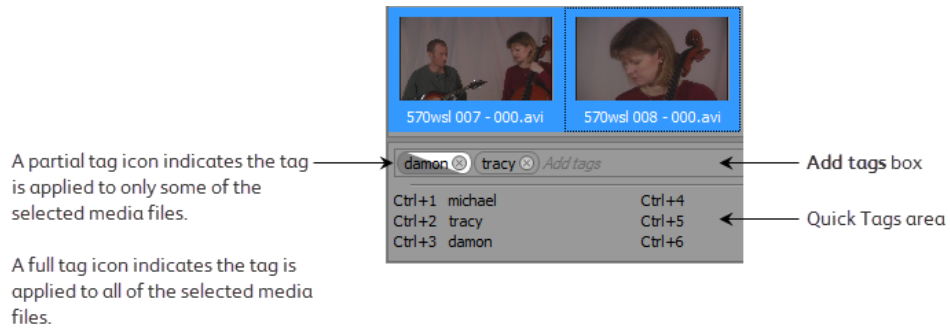 570wsl 007 - 000.avi
570wsl 008 - 000.avi
A partial tag icon indicates the tag
is applied to only some of the
selected media files.
A full tag icon indicates the tag is
applied to all of the selected media
files.
damon
tracy
Add tags
Add tags box
Ctrl+1 michael
Ctrl+4
Ctrl+2 tracy
Ctrl+5
Ctrl+3 damon
Ctrl+6
Quick Tags area